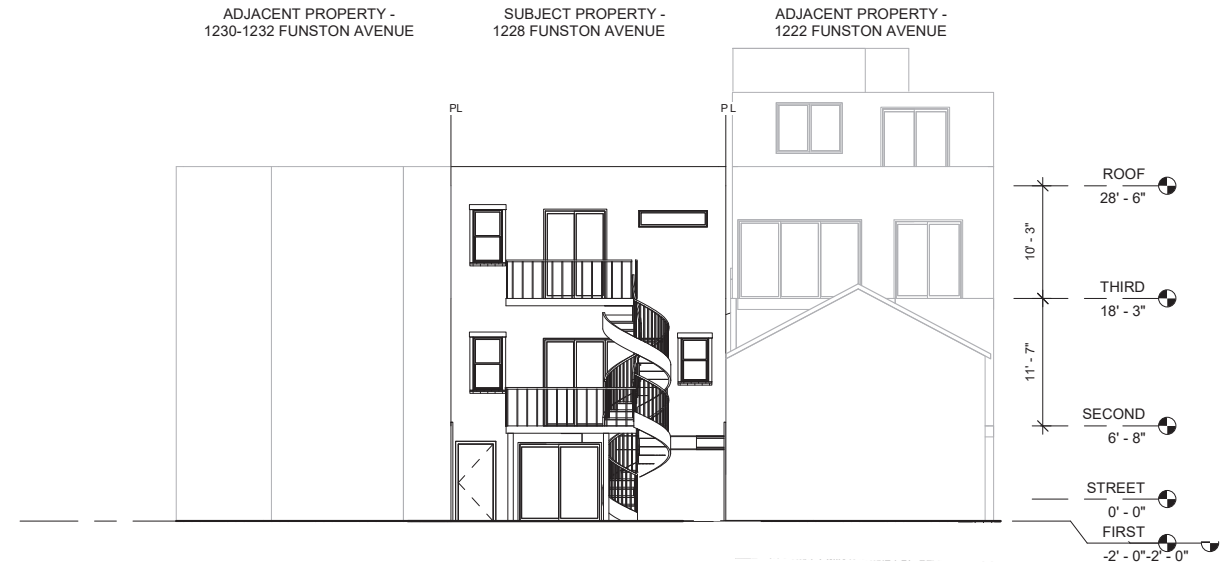 ADJACENT PROPERTY -
1230-1232 FUNSTON AVENUE
SUBJECT PROPERTY -
1228 FUNSTON AVENUE
ADJACENT PROPERTY -
1222 FUNSTON AVENUE
PL
PL
ROOF
28' - 6"
10' - 3"
THIRD
18' - 3"
11' - 7"
SECOND
6' - 8"
STREET
0' - 0"
FIRST
-2' - 0"-2' - 0"